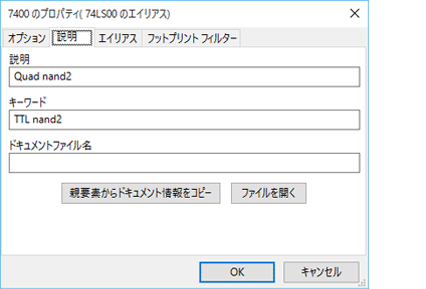 7400 のプロパティ( 74LS00 のエイリアス)
オプション 説明 エイリアス フットプリント フィルター
説明
Quad nand2
キーワード
TTL nand2
ドキュメントファイル名
親要素からドキュメント情報をコピー ファイルを開く
OK キャンセル